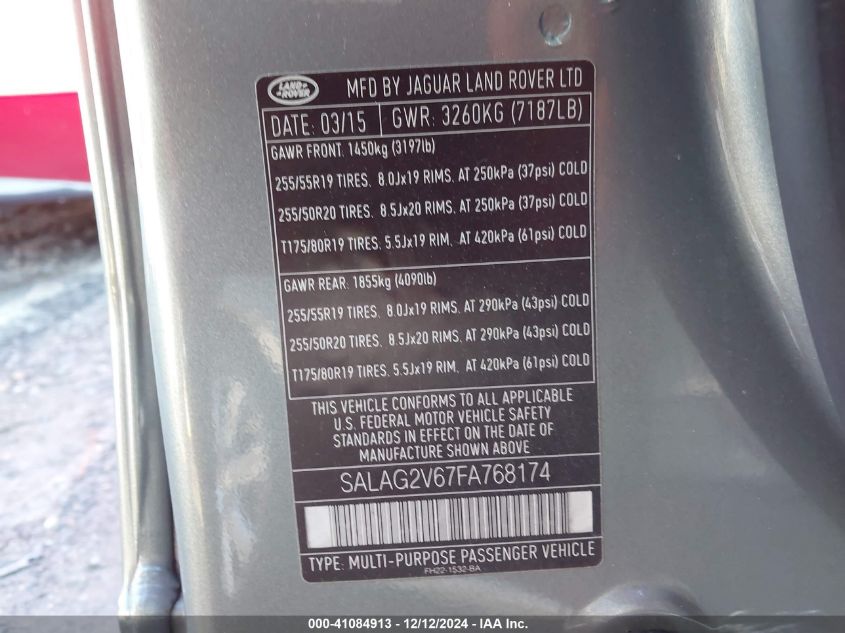 LAND ROVER
MFD BY JAGUAR LAND ROVER LTD
DATE: 03/15 GWR: 3260KG (7187LB)
GAWR FRONT: 1450kg (3197lb)
255/55R19 TIRES. 8.0Jx19 RIMS. AT 250kPa (37psi) COLD
255/50R20 TIRES. 8.5Jx20 RIMS. AT 250kPa (37psi) COLD
T175/80R19 TIRES. 5.5Jx19 RIM. AT 420kPa (61psi) COLD
GAWR REAR: 1855kg (4090lb)
255/55R19 TIRES. 8.0Jx19 RIMS. AT 290kPa (43psi) COLD
255/50R20 TIRES. 8.5Jx20 RIMS. AT 290kPa (43psi) COLD
T175/80R19 TIRES. 5.5Jx19 RIM. AT 420kPa (61psi) COLD
THIS VEHICLE CONFORMS TO ALL APPLICABLE
U.S. FEDERAL MOTOR VEHICLE SAFETY
STANDARDS IN EFFECT ON THE DATE OF
MANUFACTURE SHOWN ABOVE
SALAG2V67FA768174
TYPE: MULTI-PURPOSE PASSENGER VEHICLE
FH22-1532-BA
000-41084913 - 12/12/2024 - IAA Inc.